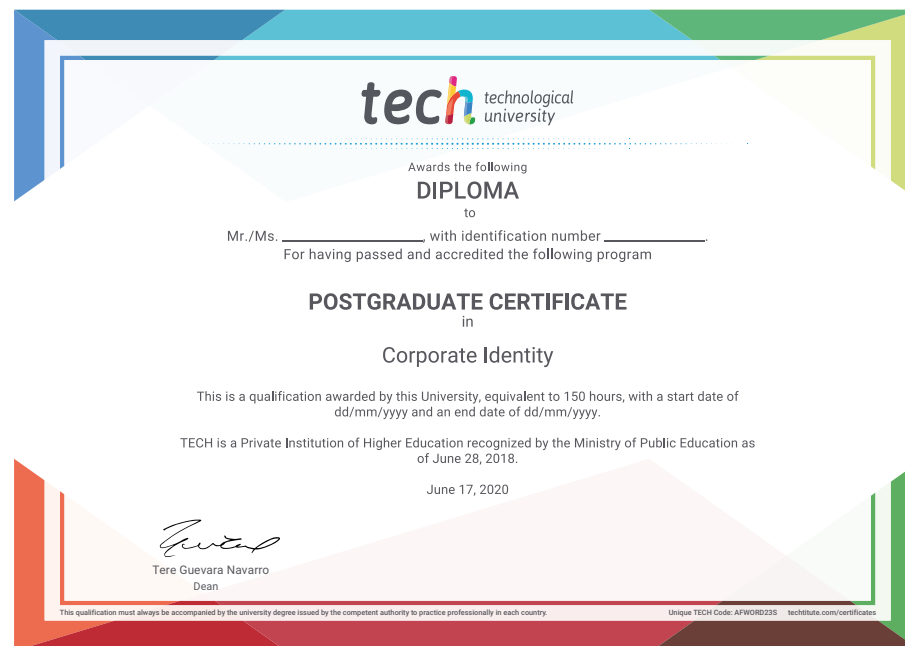 tech technological
university
Awards the following
DIPLOMA
to
Mr./Ms. ____________, with identification number ____________.
For having passed and accredited the following program
POSTGRADUATE CERTIFICATE
in
Corporate Identity
This is a qualification awarded by this University, equivalent to 150 hours, with a start date of
dd/mm/yyyy and an end date of dd/mm/yyyy.
TECH is a Private Institution of Higher Education recognized by the Ministry of Public Education as
of June 28, 2018.
June 17, 2020
Tere Guevara Navarro
Dean
This qualification must always be accompanied by the university degree issued by the competent authority to practice professionally in each country. Unique TECH Code: AFWORD23S techtitute.com/certificates